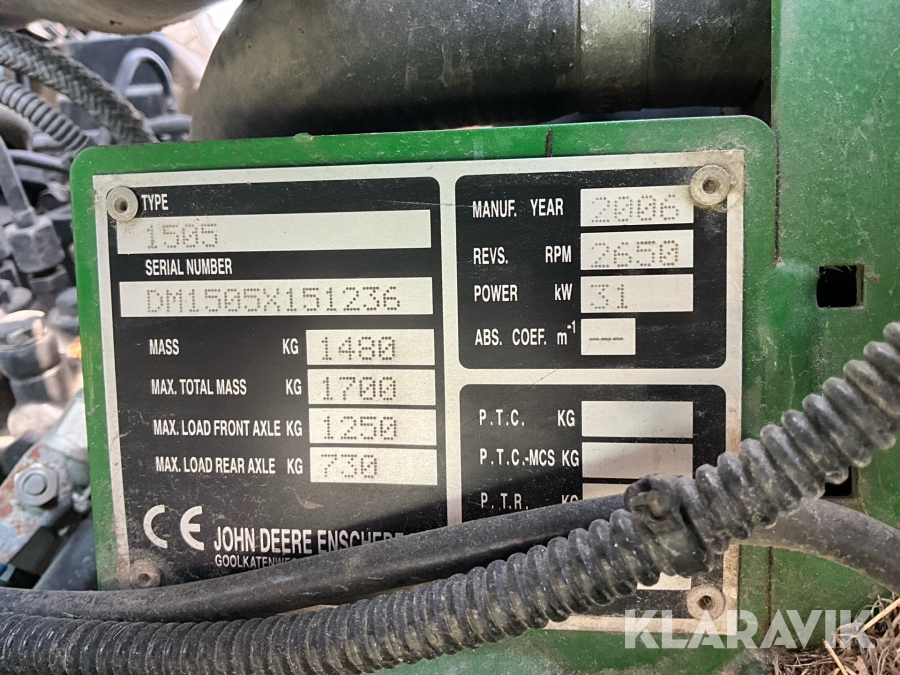 TYPE
1505
SERIAL NUMBER
DM1505X151236
MASS KG 1480
MAX. TOTAL MASS KG 1700
MAX. LOAD FRONT AXLE KG 1250
MAX. LOAD REAR AXLE KG 730
CE JOHN DEERE
MANUF. YEAR 2006
REVS. RPM 2650
POWER kW 31
ABS. COEF. m⁻¹ ---
P.T.C. KG
P.T.C.-MCS KG
P.T.R. KG
KLARAVIK